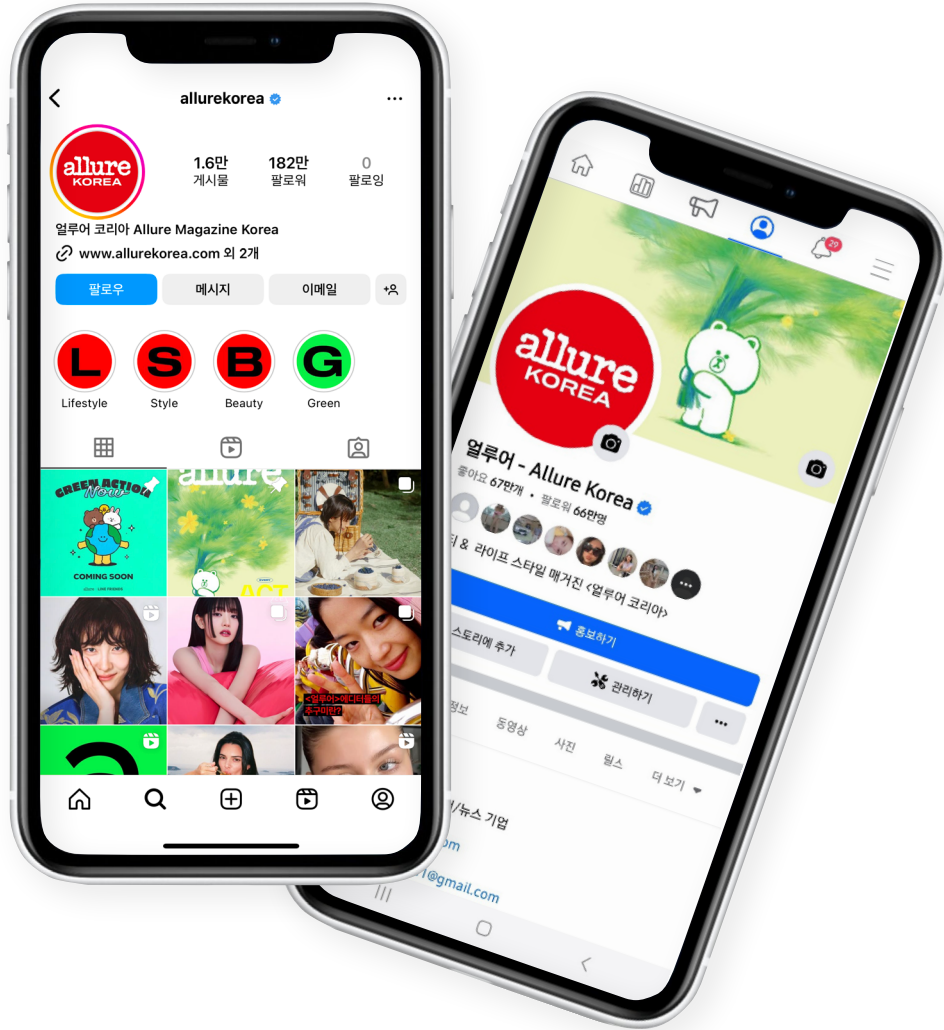 allurekorea
allure
KOREA
1.6만 182만 0
게시물 팔로워 팔로잉
얼루어 코리아 Allure Magazine Korea
www.allurekorea.com 외 2개
팔로우 메시지 이메일
L S B G
Lifestyle Style Beauty Green
GREEN ACTION
Now
COMING SOON
allure
ACT
<얼루어>에디터들의
추구미란?
29
allure
KOREA
얼루어 - Allure Korea
좋아요 67만개 · 팔로워 66만명
& 라이프 스타일 매거진 <얼루어 코리아>
홍보하기
스토리에 추가 관리하기
정보 동영상 사진 릴스 더 보기
/뉴스 기업
om
1@gmail.com